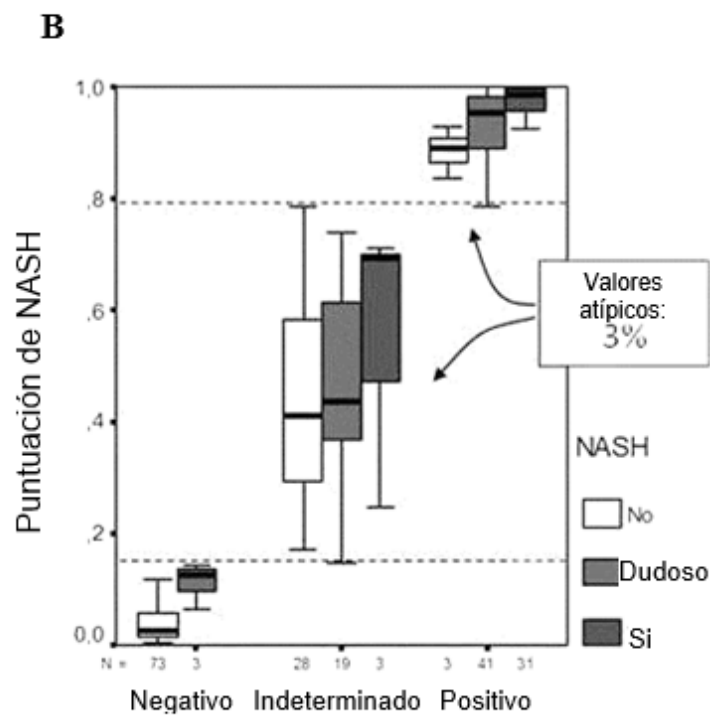 B
Puntuación de NASH
1,0
,8
,6
,4
,2
0,0
Valores
atípicos:
3%
NASH
No
Dudoso
Si
N = 73 3 28 19 3 3 41 31
Negativo Indeterminado Positivo